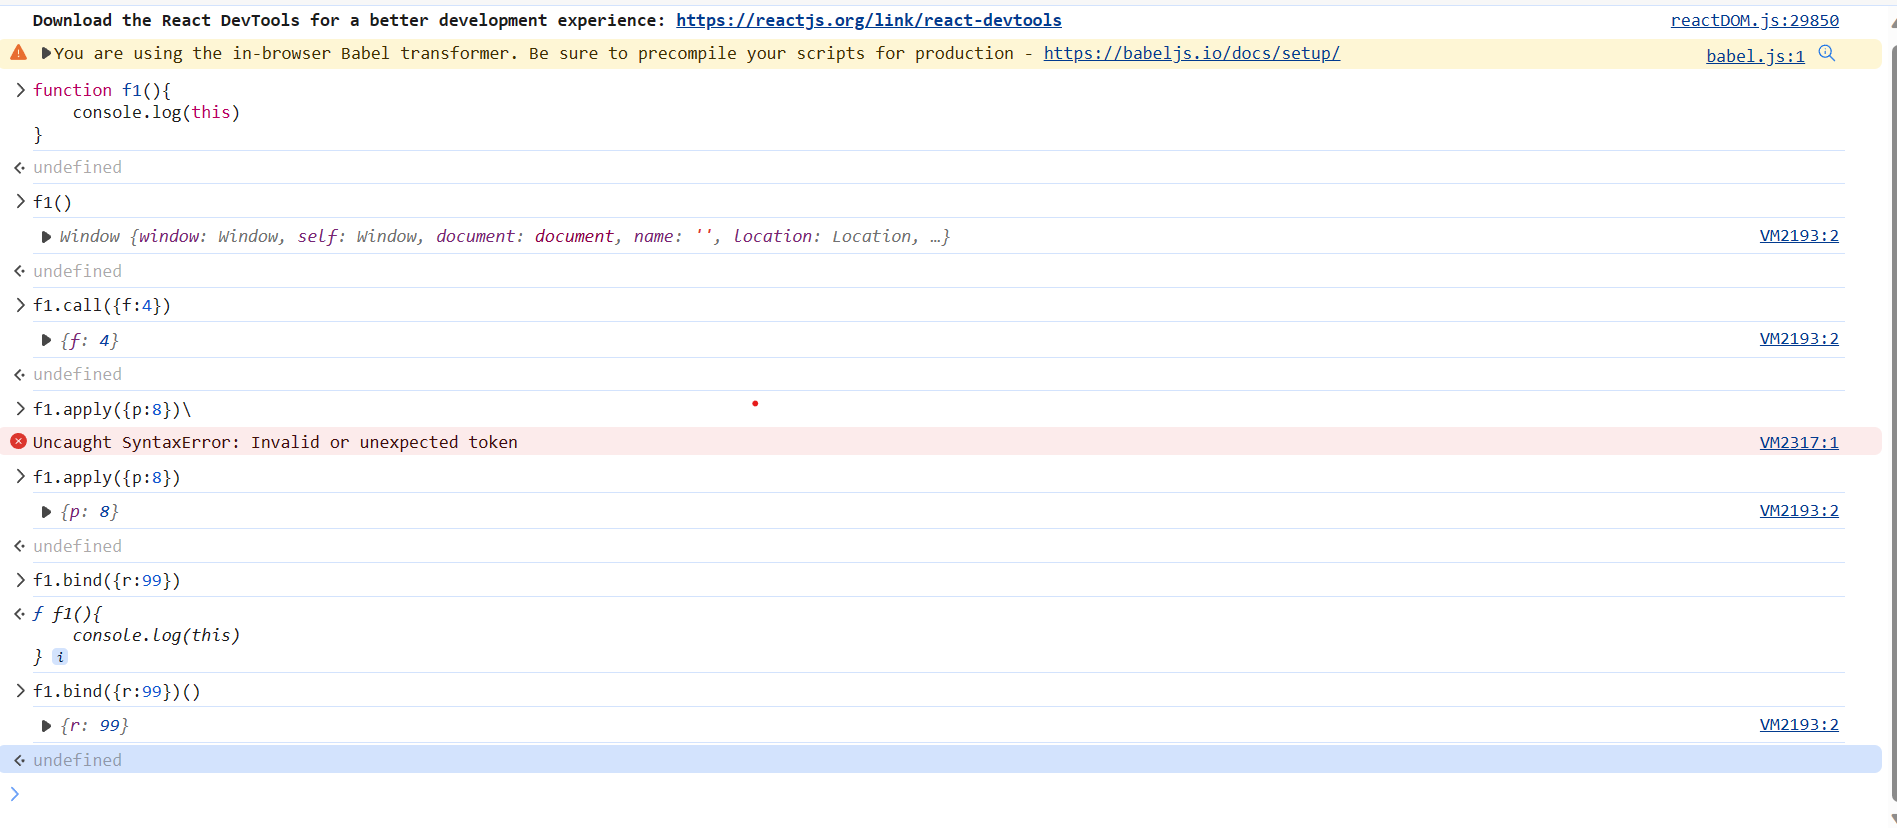 Download the React DevTools for a better development experience: https://reactjs.org/link/react-devtools reactDOM.js:29850
You are using the in-browser Babel transformer. Be sure to precompile your scripts for production - https://babeljs.io/docs/setup/ babel.js:1
function f1(){
    console.log(this)
}
undefined
f1()
Window {window: Window, self: Window, document: document, name: '', location: Location, …} VM2193:2
undefined
f1.call({f:4})
{f: 4} VM2193:2
undefined
f1.apply({p:8})\
Uncaught SyntaxError: Invalid or unexpected token VM2317:1
f1.apply({p:8})
{p: 8} VM2193:2
undefined
f1.bind({r:99})
ƒ f1(){
    console.log(this)
} i
f1.bind({r:99})()
{r: 99} VM2193:2
undefined